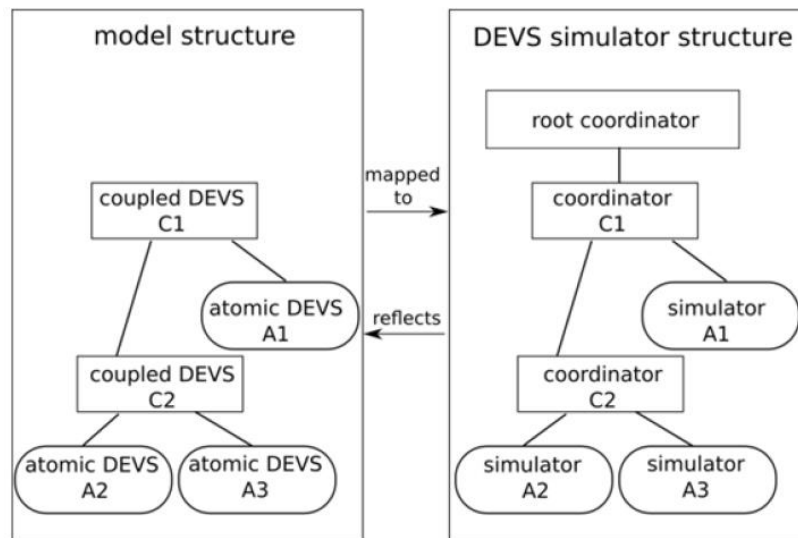 model structure
coupled DEVS
C1
atomic DEVS
A1
coupled DEVS
C2
atomic DEVS
A2
atomic DEVS
A3
mapped
to
reflects
DEVS simulator structure
root coordinator
coordinator
C1
simulator
A1
coordinator
C2
simulator
A2
simulator
A3